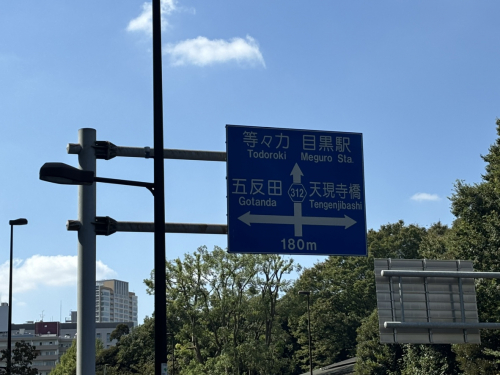 等々力 目黒駅
Todoroki Meguro Sta.
312
五反田 天現寺橋
Gotanda Tengenjibashi
180m